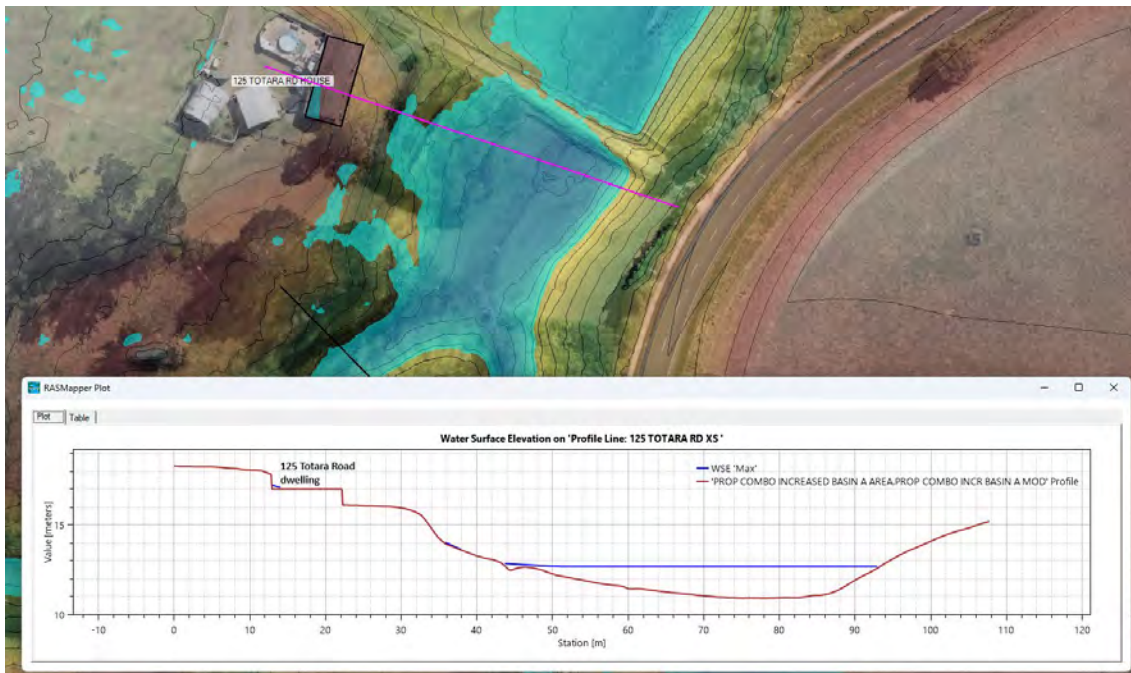 125 TOTARA RD HOUSE
RASMapper Plot
Plot Table
Water Surface Elevation on 'Profile Line: 125 TOTARA RD XS '
125 Totara Road
dwelling
WSE 'Max'
'PROP COMBO INCREASED BASIN A AREA.PROP COMBO INCR BASIN A MOD' Profile
Value [meters]
15
10
-10 0 10 20 30 40 50 60 70 80 90 100 110 120
Station [m]